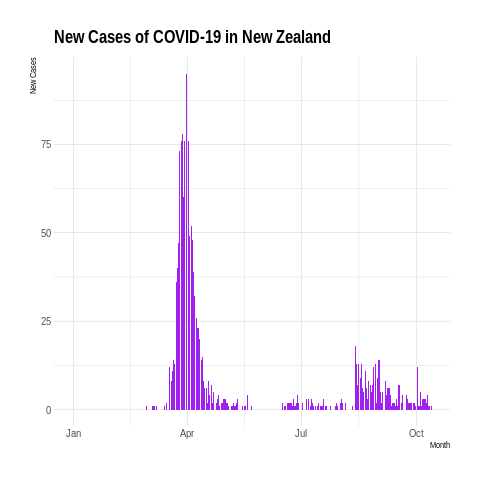 New Cases of COVID-19 in New Zealand
New Cases
75
50
25
0
Jan Apr Jul Oct
Month